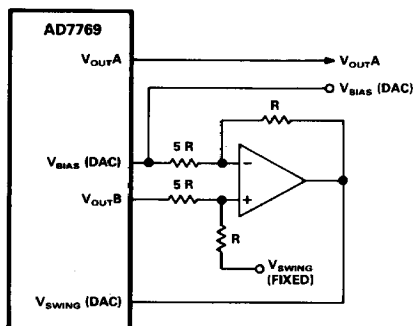 AD7769
VOUTA
VOUTA
VBIAS (DAC)
R
VBIAS (DAC)
5 R
−
VOUTB
5 R
+
R
VSWING
(FIXED)
VSWING (DAC)